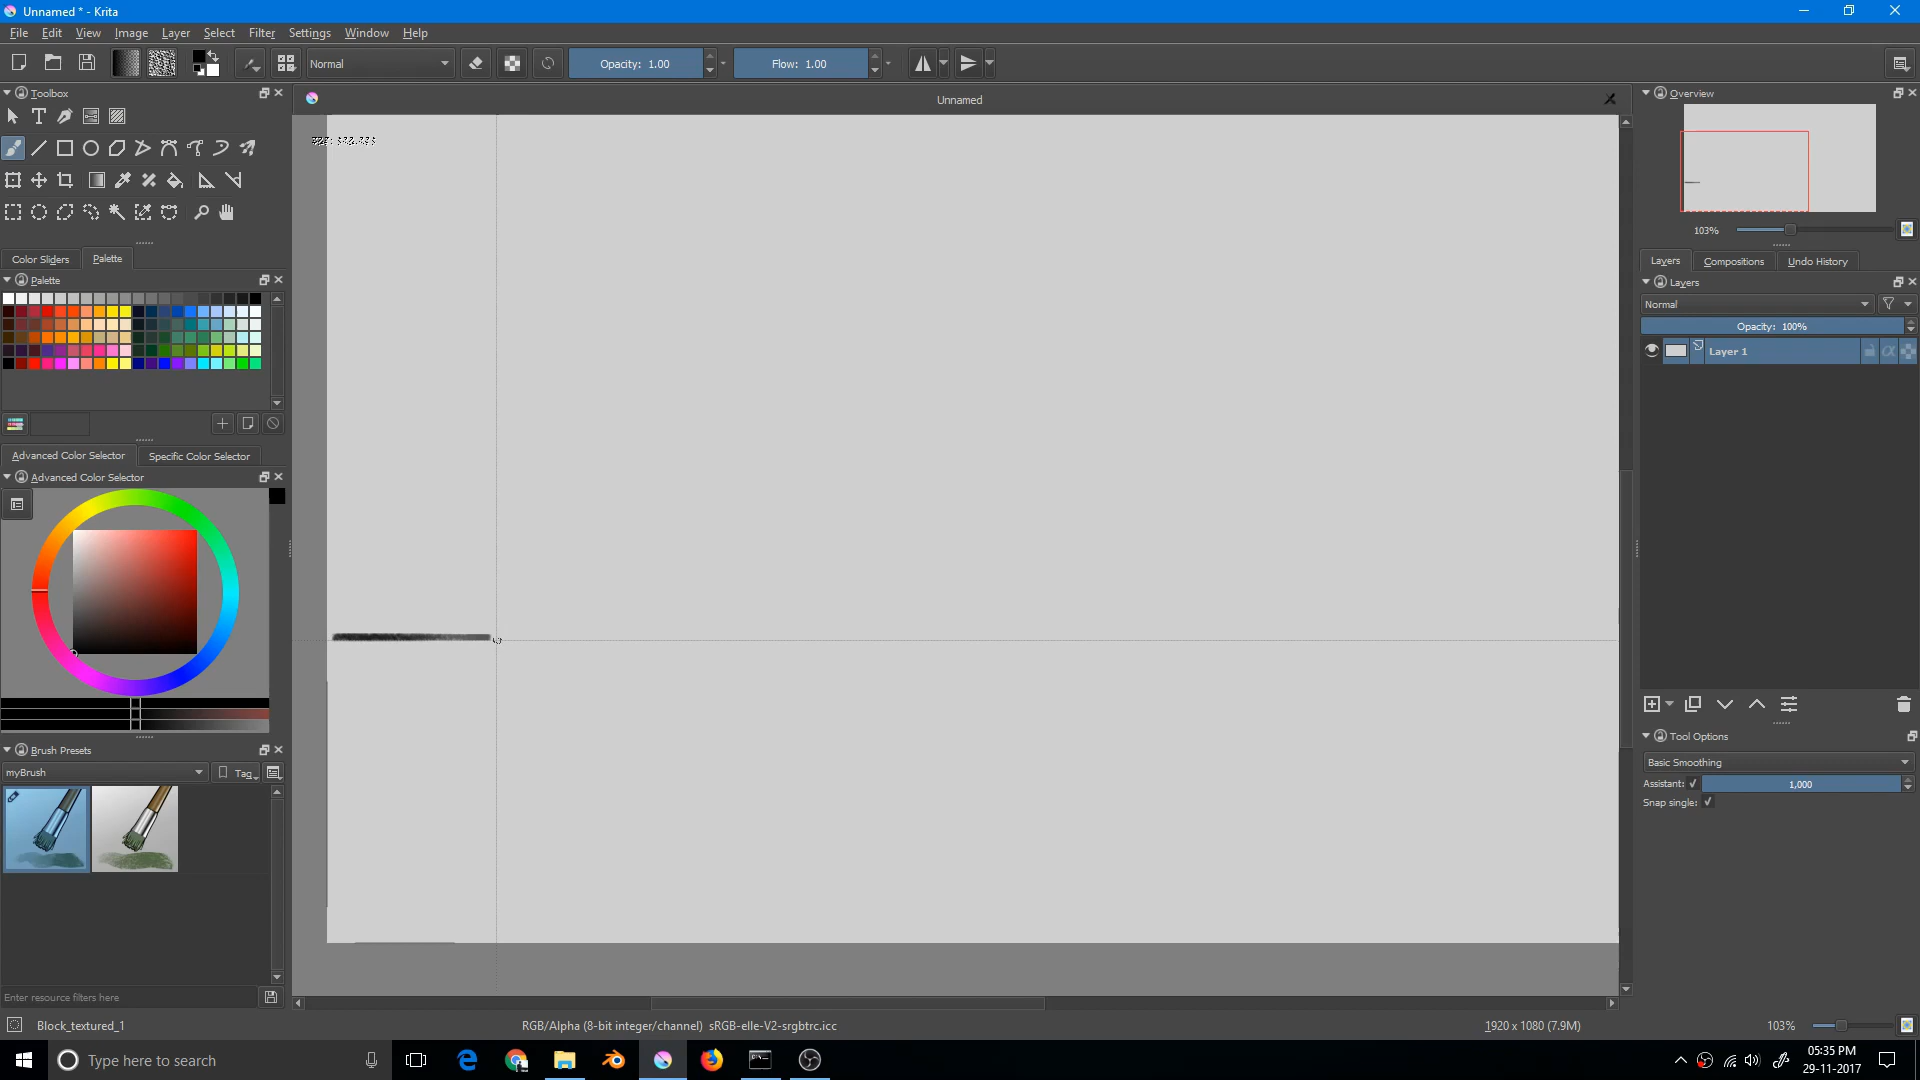 Unnamed * - Krita
File Edit View Image Layer Select Filter Settings Window Help
Normal Opacity: 1.00 Flow: 1.00
Toolbox
Unnamed
Overview
103%
Color Sliders Palette
Palette
Layers Compositions Undo History
Layers
Normal
Opacity: 100%
Layer 1
Advanced Color Selector Specific Color Selector
Advanced Color Selector
Brush Presets
myBrush Tag
Tool Options
Basic Smoothing
Assistant: 1,000
Snap single:
Enter resource filters here
Block_textured_1
RGB/Alpha (8-bit integer/channel) sRGB-elle-V2-srgbtrc.icc
1920 x 1080 (7.9M)
103%
Type here to search
05:35 PM
29-11-2017